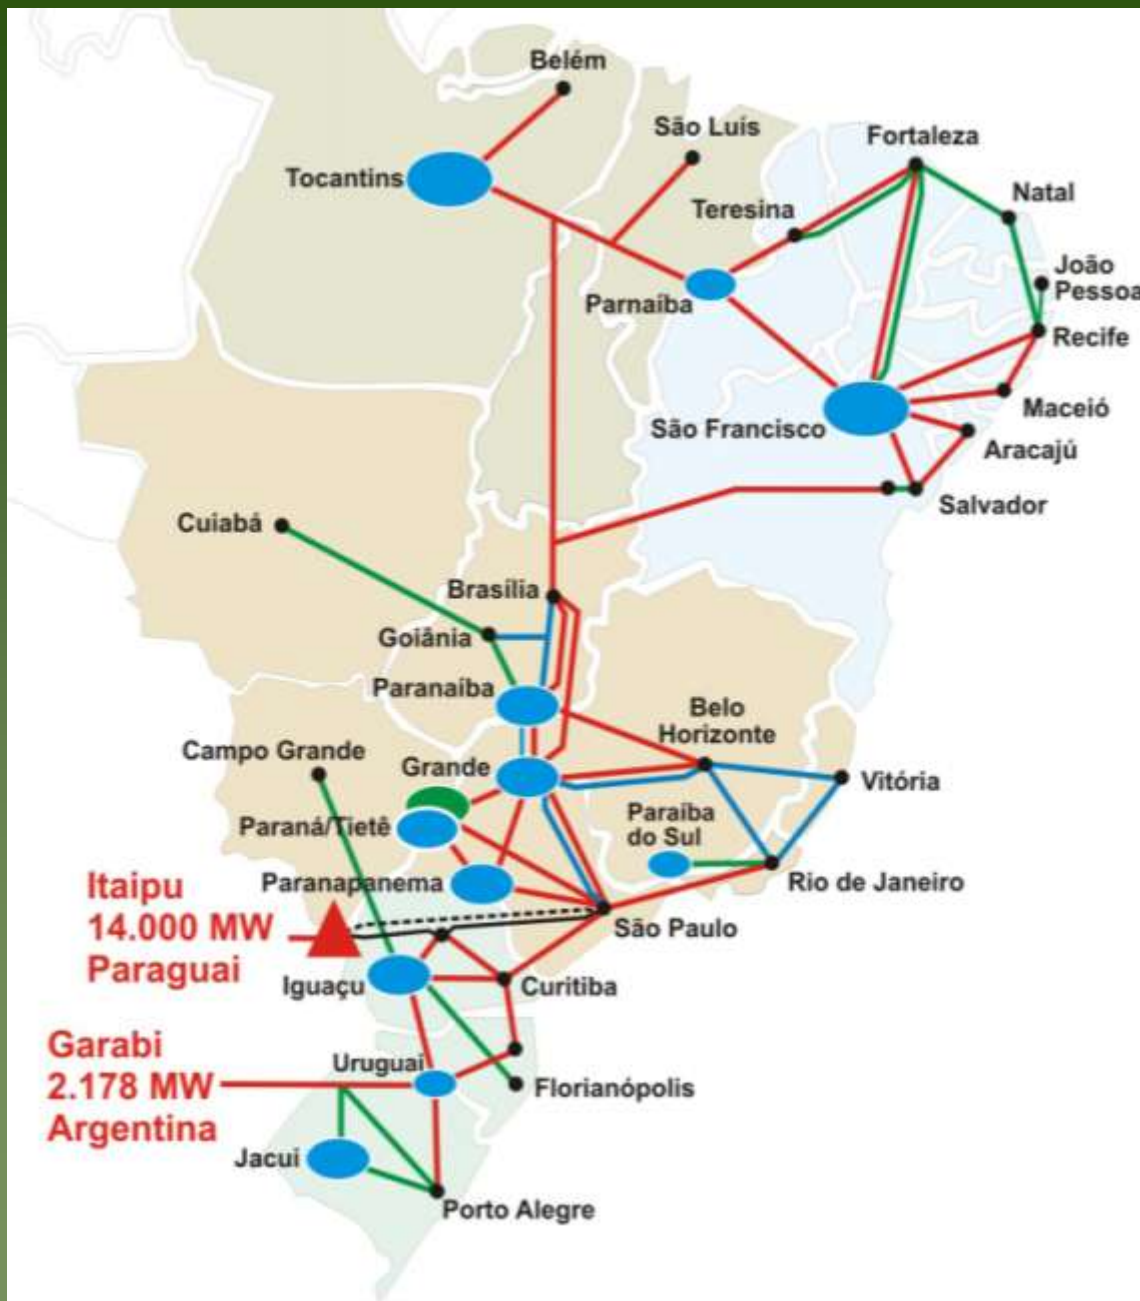 Belém
São Luís
Fortaleza
Tocantins
Natal
Teresina
João
Pessoa
Parnaíba
Recife
Maceió
São Francisco
Aracajú
Salvador
Cuiabá
Brasília
Goiânia
Paranaíba
Belo
Horizonte
Campo Grande
Grande
Vitória
Paraíba
do Sul
Paraná/Tietê
Paranapanema
Rio de Janeiro
Itaipu
14.000 MW
Paraguai
São Paulo
Iguaçu
Curitiba
Garabi
2.178 MW
Argentina
Uruguai
Florianópolis
Jacui
Porto Alegre